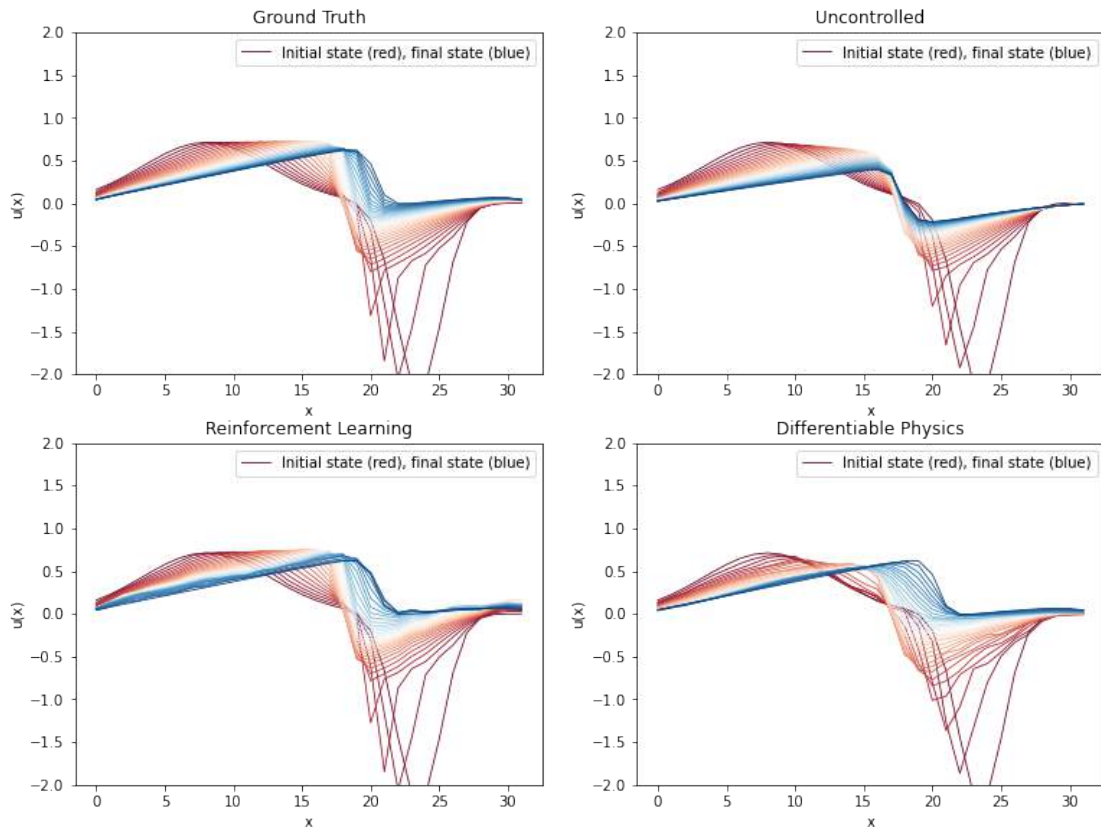 Ground Truth
Initial state (red), final state (blue)
2.0
1.5
1.0
0.5
0.0
−0.5
−1.0
−1.5
−2.0
u(x)
0 5 10 15 20 25 30
x
Uncontrolled
Initial state (red), final state (blue)
2.0
1.5
1.0
0.5
0.0
−0.5
−1.0
−1.5
−2.0
u(x)
0 5 10 15 20 25 30
x
Reinforcement Learning
Initial state (red), final state (blue)
2.0
1.5
1.0
0.5
0.0
−0.5
−1.0
−1.5
−2.0
u(x)
0 5 10 15 20 25 30
x
Differentiable Physics
Initial state (red), final state (blue)
2.0
1.5
1.0
0.5
0.0
−0.5
−1.0
−1.5
−2.0
u(x)
0 5 10 15 20 25 30
x